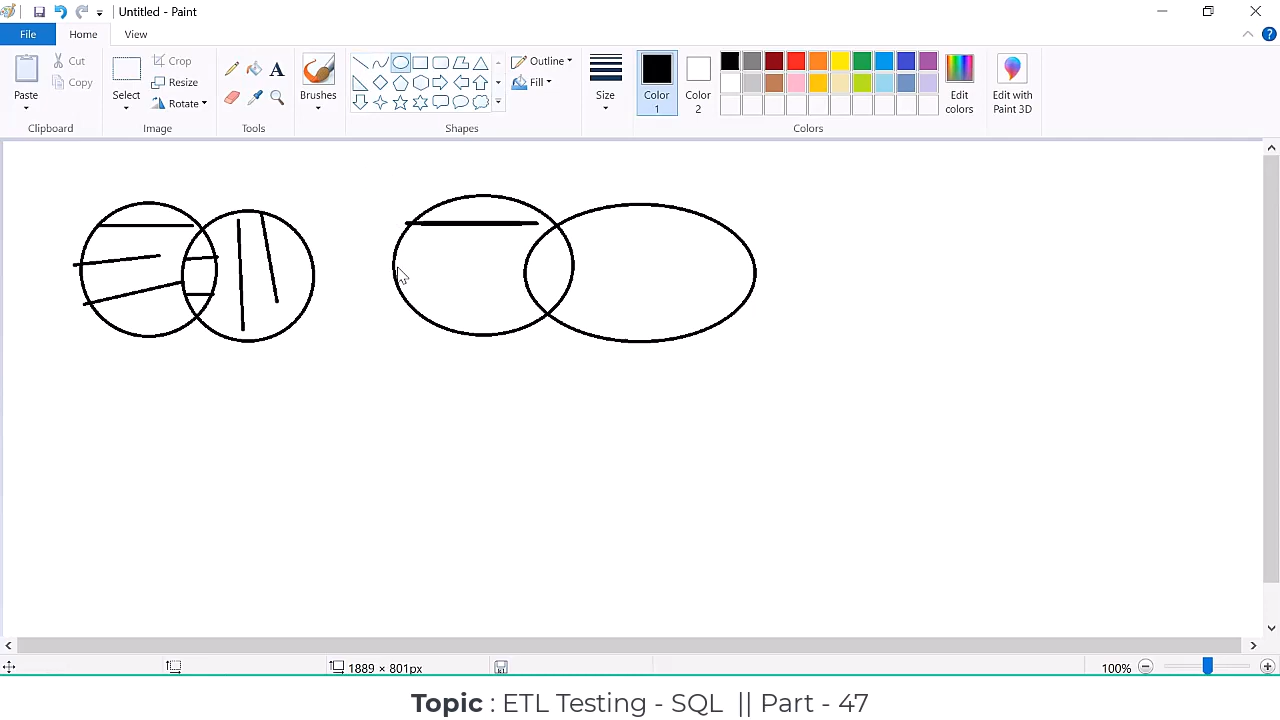 Untitled - Paint
File Home View
Cut
Copy
Paste
Crop
Resize
Rotate
Select
Brushes
Outline
Fill
Size
Color 1
Color 2
Edit colors
Edit with Paint 3D
Clipboard
Image
Tools
Shapes
Colors
1889 × 801px
100%
Topic : ETL Testing - SQL || Part - 47